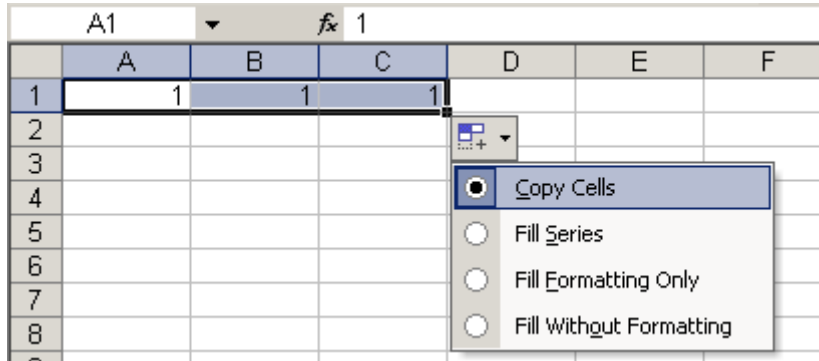 A1 fx 1
A B C D E F
1 1 1 1
2
3
4
5
6
7
8
Copy Cells
Fill Series
Fill Formatting Only
Fill Without Formatting